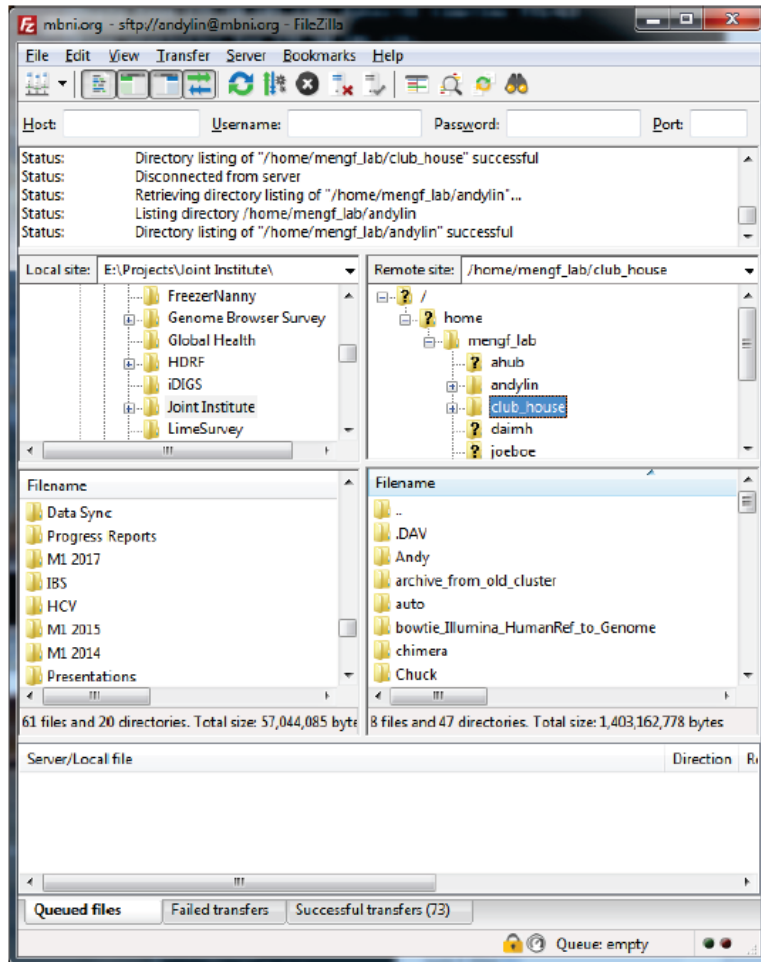 mbni.org - sftp://andylin@mbni.org - FileZilla
File Edit View Transfer Server Bookmarks Help
Host: Username: Password: Port:
Status: Directory listing of "/home/mengf_lab/club_house" successful
Status: Disconnected from server
Status: Retrieving directory listing of "/home/mengf_lab/andylin"...
Status: Listing directory /home/mengf_lab/andylin
Status: Directory listing of "/home/mengf_lab/andylin" successful
Local site: E:\Projects\Joint Institute\
FreezerNanny
Genome Browser Survey
Global Health
HDRF
iDIGS
Joint Institute
LimeSurvey
Remote site: /home/mengf_lab/club_house
/
home
mengf_lab
ahub
andylin
club_house
daimh
joeboe
Filename
Data Sync
Progress Reports
M1 2017
IBS
HCV
M1 2015
M1 2014
Presentations
61 files and 20 directories. Total size: 57,044,085 byte
Filename
..
.DAV
Andy
archive_from_old_cluster
auto
bowtie_Illumina_HumanRef_to_Genome
chimera
Chuck
8 files and 47 directories. Total size: 1,403,162,778 bytes
Server/Local file Direction R
Queued files Failed transfers Successful transfers (73)
Queue: empty